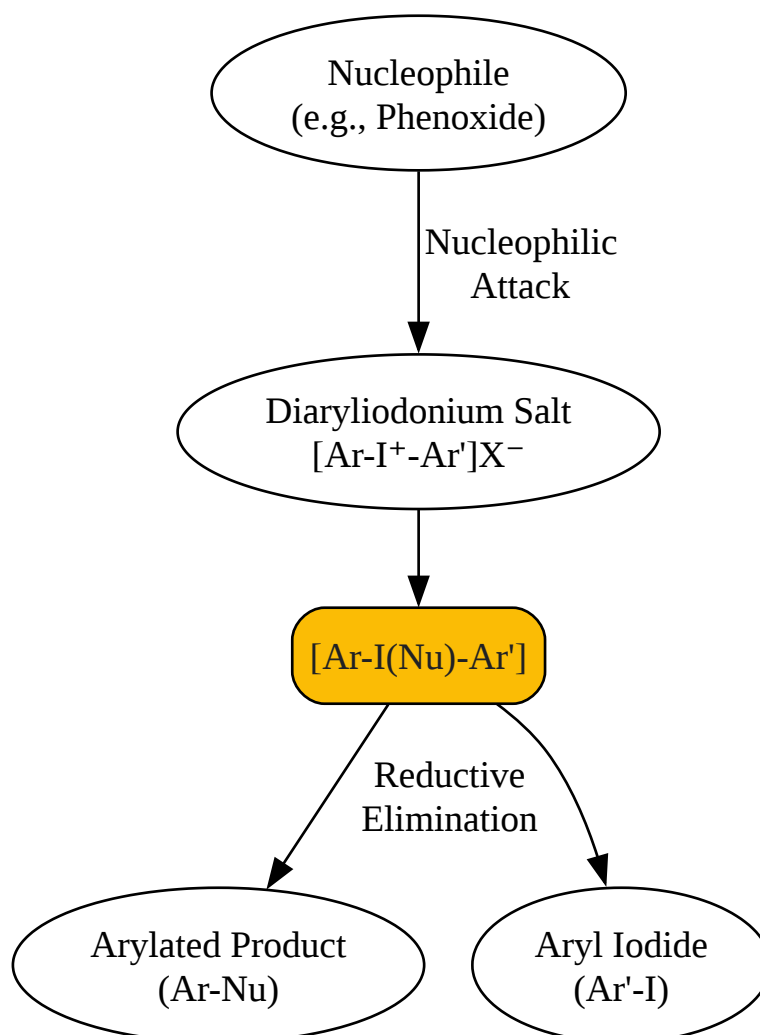 Nucleophile
(e.g., Phenoxide)
Nucleophilic
Attack
Diaryliodonium Salt
[Ar-I⁺-Ar']X⁻
[Ar-I(Nu)-Ar']
Reductive
Elimination
Arylated Product
(Ar-Nu)
Aryl Iodide
(Ar'-I)